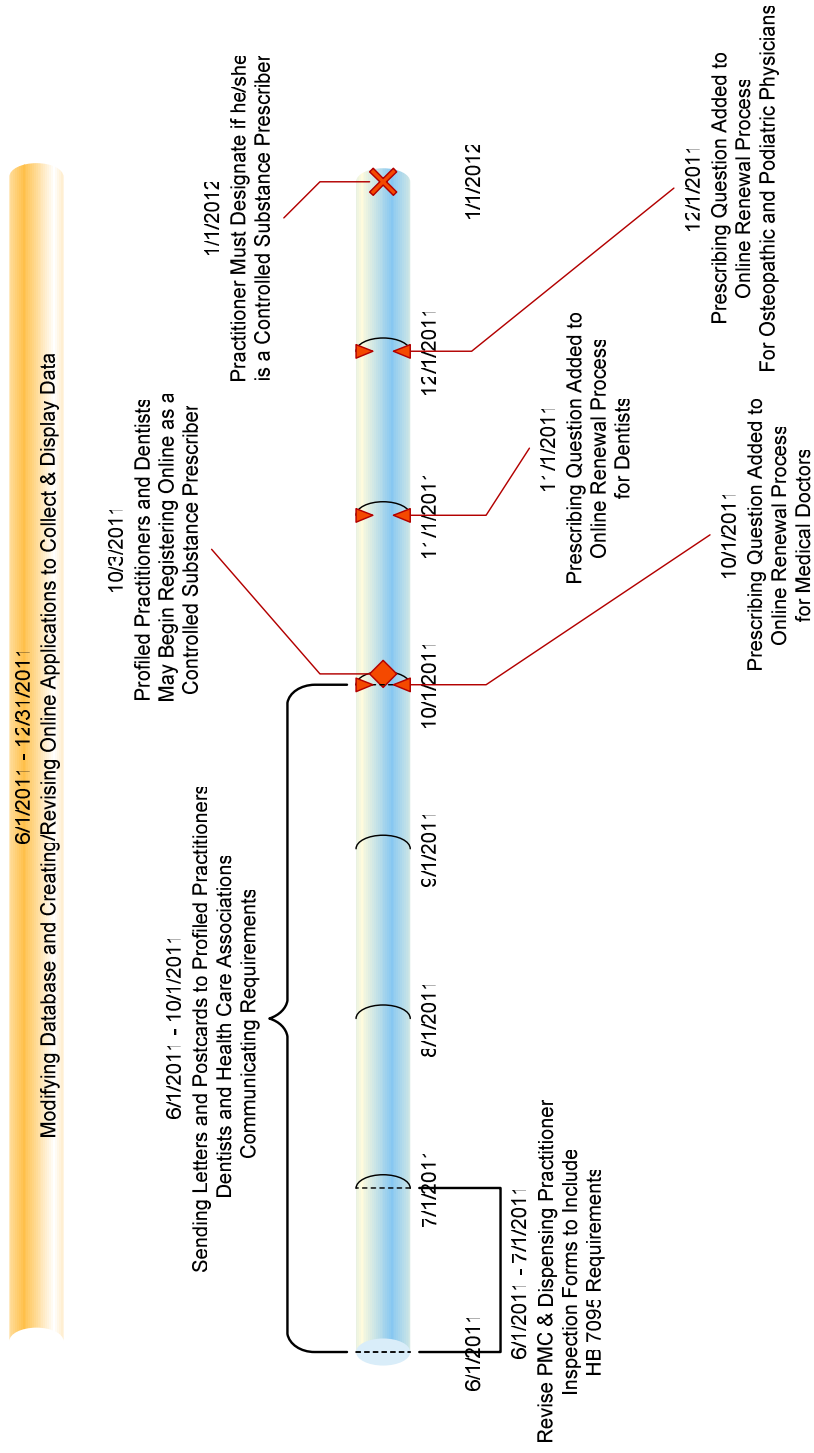 6/1/2011 - 12/31/2011
Modifying Database and Creating/Revising Online Applications to Collect & Display Data
6/1/2011 - 10/1/2011
Sending Letters and Postcards to Profiled Practitioners
Dentists and Health Care Associations
Communicating Requirements
10/3/2011
Profiled Practitioners and Dentists
May Begin Registering Online as a
Controlled Substance Prescriber
1/1/2012
Practitioner Must Designate if he/she
is a Controlled Substance Prescriber
6/1/2011
7/1/2011
8/1/2011
9/1/2011
10/1/2011
11/1/2011
12/1/2011
1/1/2012
6/1/2011 - 7/1/2011
Revise PMC & Dispensing Practitioner
Inspection Forms to Include
HB 7095 Requirements
10/1/2011
Prescribing Question Added to
Online Renewal Process
for Medical Doctors
11/1/2011
Prescribing Question Added to
Online Renewal Process
for Dentists
12/1/2011
Prescribing Question Added to
Online Renewal Process
For Osteopathic and Podiatric Physicians